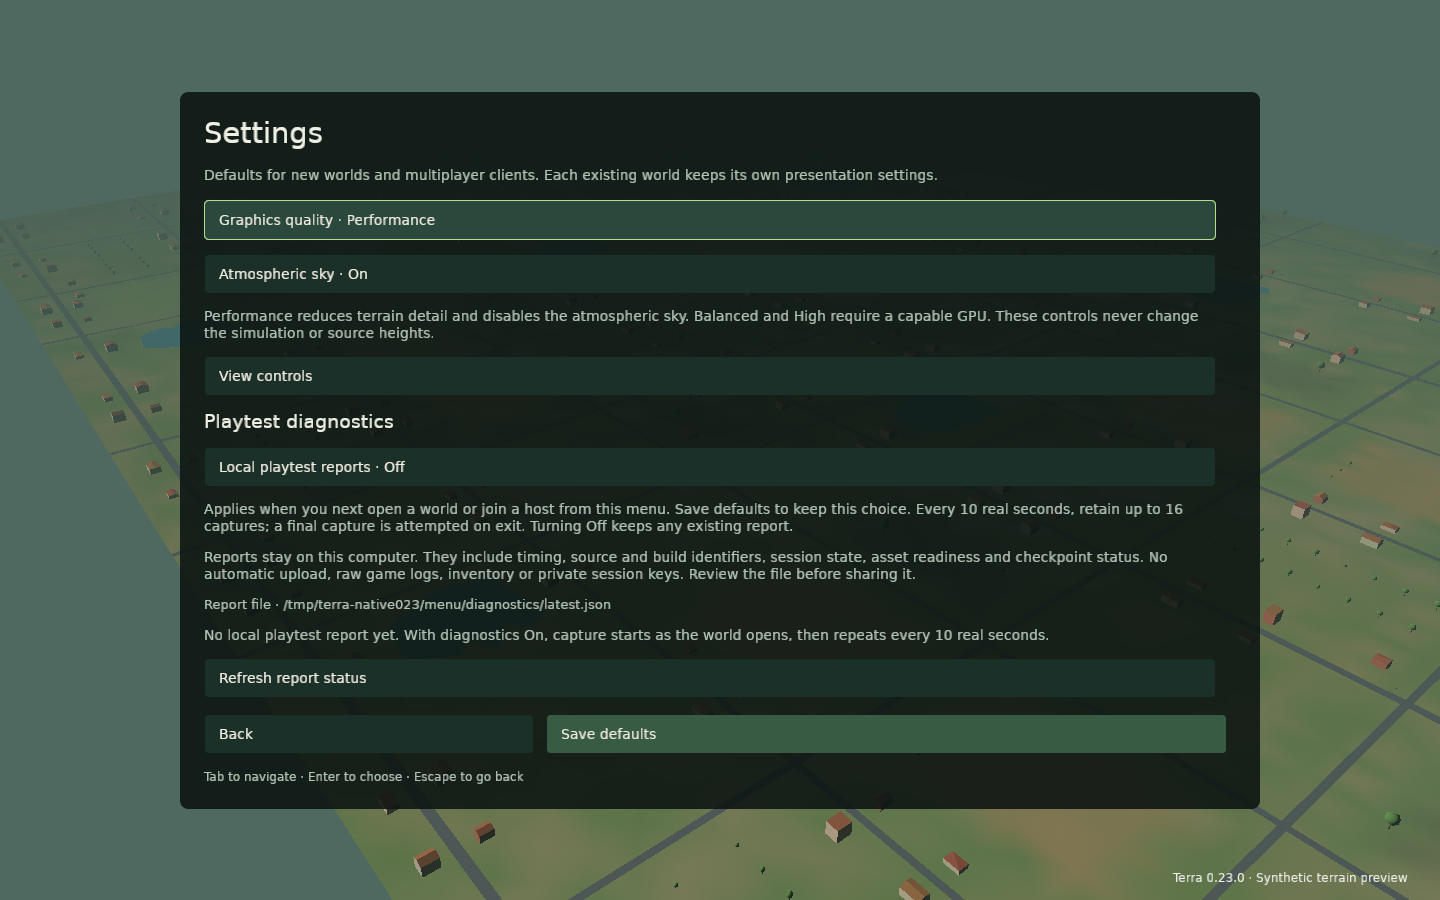 Settings
Defaults for new worlds and multiplayer clients. Each existing world keeps its own presentation settings.
Graphics quality · Performance
Atmospheric sky · On
Performance reduces terrain detail and disables the atmospheric sky. Balanced and High require a capable GPU. These controls never change
the simulation or source heights.
View controls
Playtest diagnostics
Local playtest reports · Off
Applies when you next open a world or join a host from this menu. Save defaults to keep this choice. Every 10 real seconds, retain up to 16
captures; a final capture is attempted on exit. Turning Off keeps any existing report.
Reports stay on this computer. They include timing, source and build identifiers, session state, asset readiness and checkpoint status. No
automatic upload, raw game logs, inventory or private session keys. Review the file before sharing it.
Report file · /tmp/terra-native023/menu/diagnostics/latest.json
No local playtest report yet. With diagnostics On, capture starts as the world opens, then repeats every 10 real seconds.
Refresh report status
Back
Save defaults
Tab to navigate · Enter to choose · Escape to go back
Terra 0.23.0 · Synthetic terrain preview